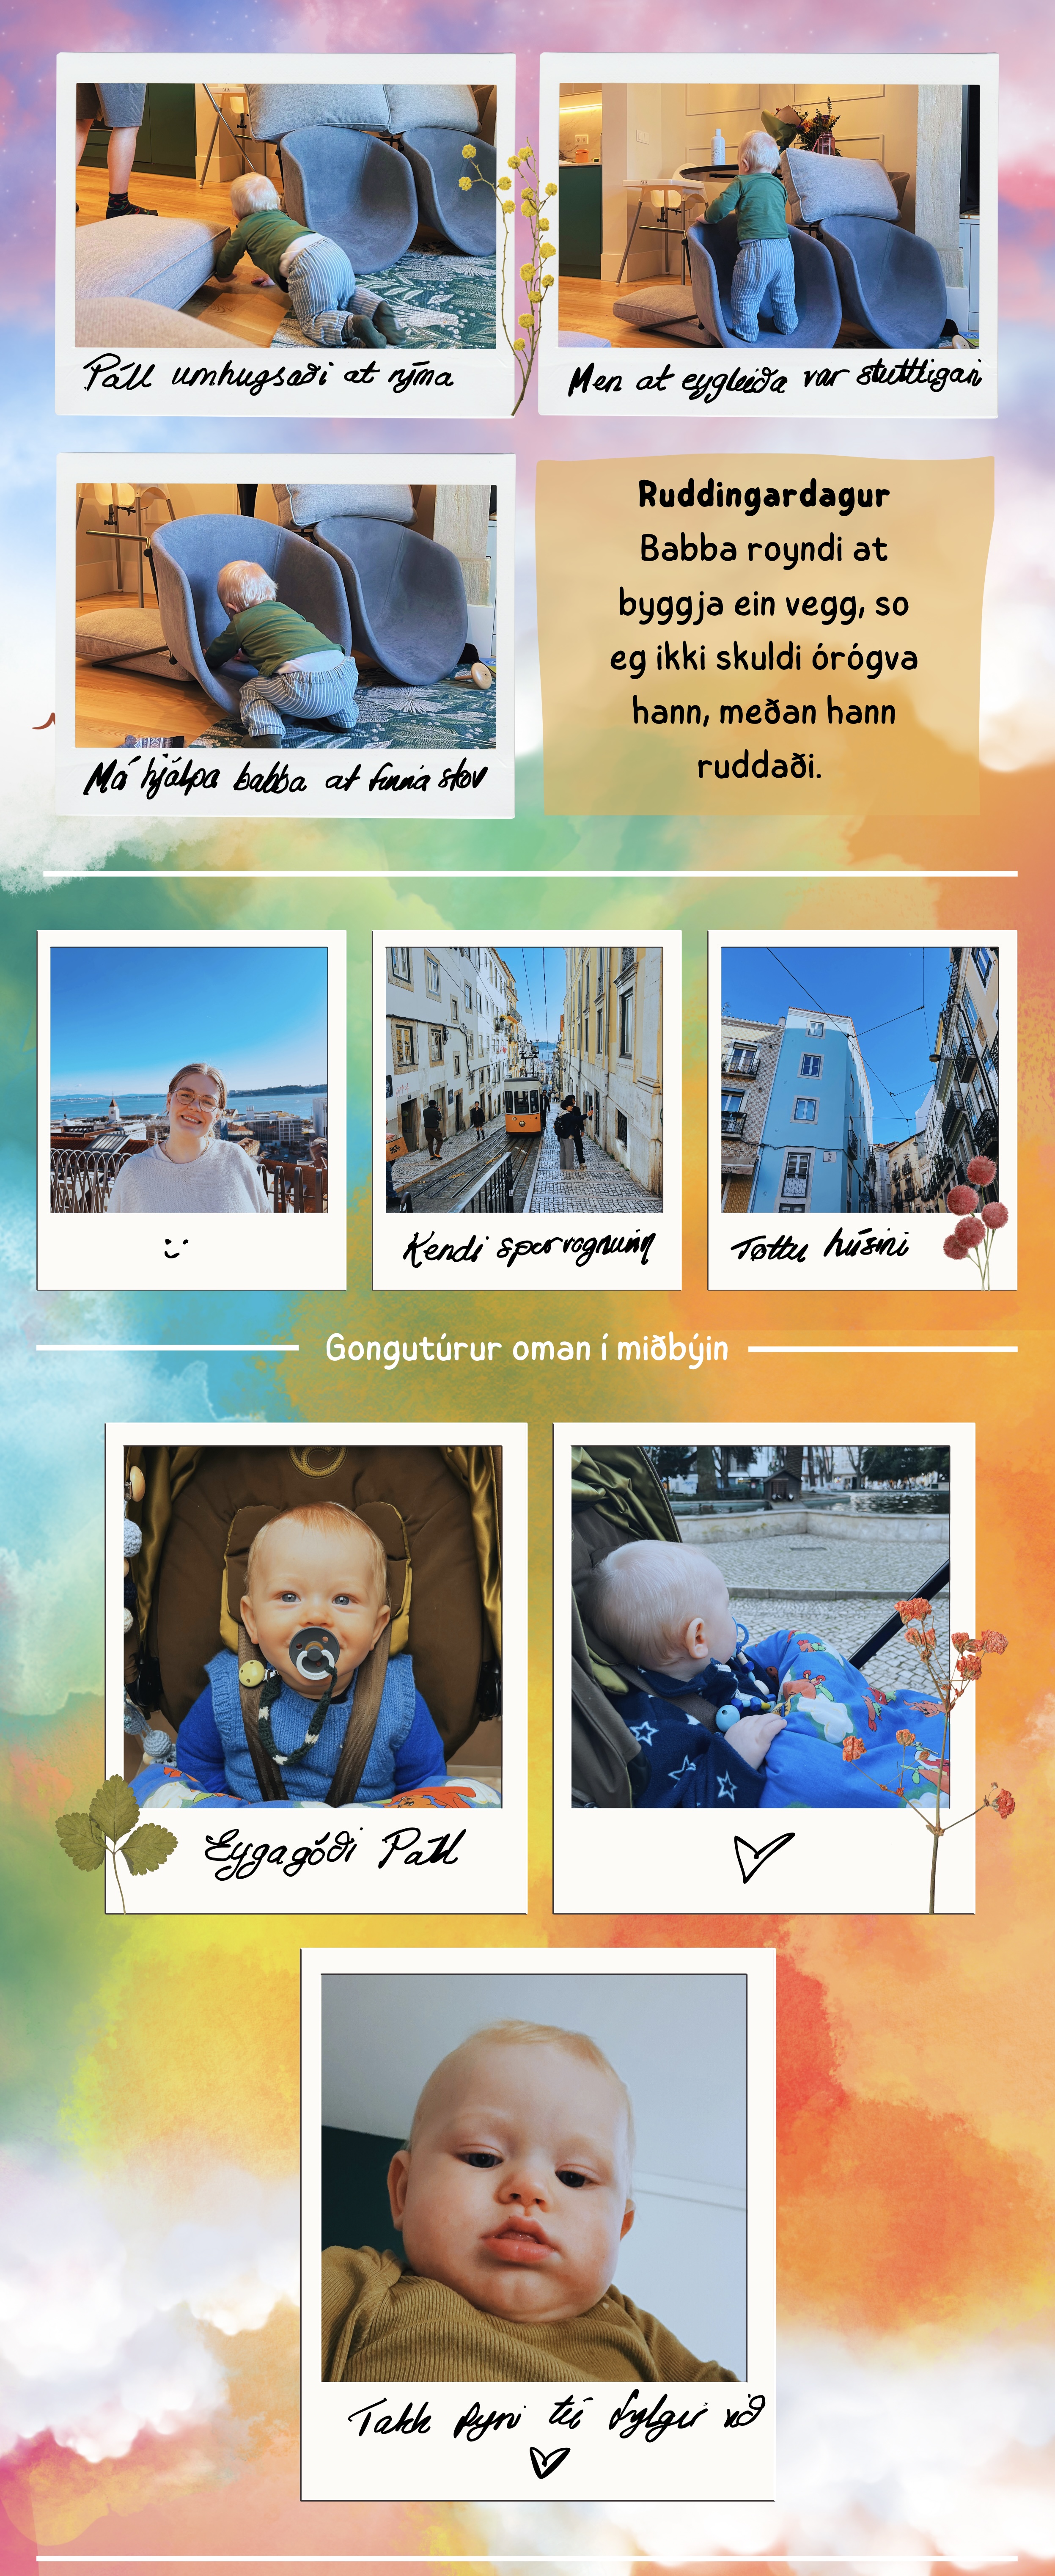 Páll umhugsaði at rýma
Men at eygleiða var stuttligari
Má hjálpa babba at finna skov
Ruddingardagur
Babba royndi at
byggja ein vegg, so
eg ikki skuldi órógva
hann, meðan hann
ruddaði.
Kendi sporvognurin
Tøttu húsini
Gongutúrur oman í miðbýin
Eygagóði Páll
Takk fyri tú fylgir við